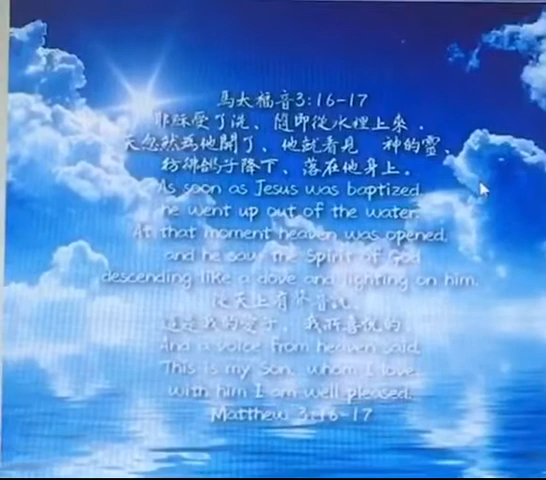 馬太福音3:16-17
耶穌受了洗、隨即從水裡上來．
天忽然為他開了、他就看見　神的靈、
彷彿鴿子降下、落在他身上。
As soon as Jesus was baptized,
he went up out of the water.
At that moment heaven was opened,
and he saw the Spirit of God
descending like a dove and lighting on him.
從天上有聲音說、
這是我的愛子、我所喜悅的。
And a voice from heaven said,
This is my Son, whom I love
with him I am well pleased.
Matthew 3:16-17